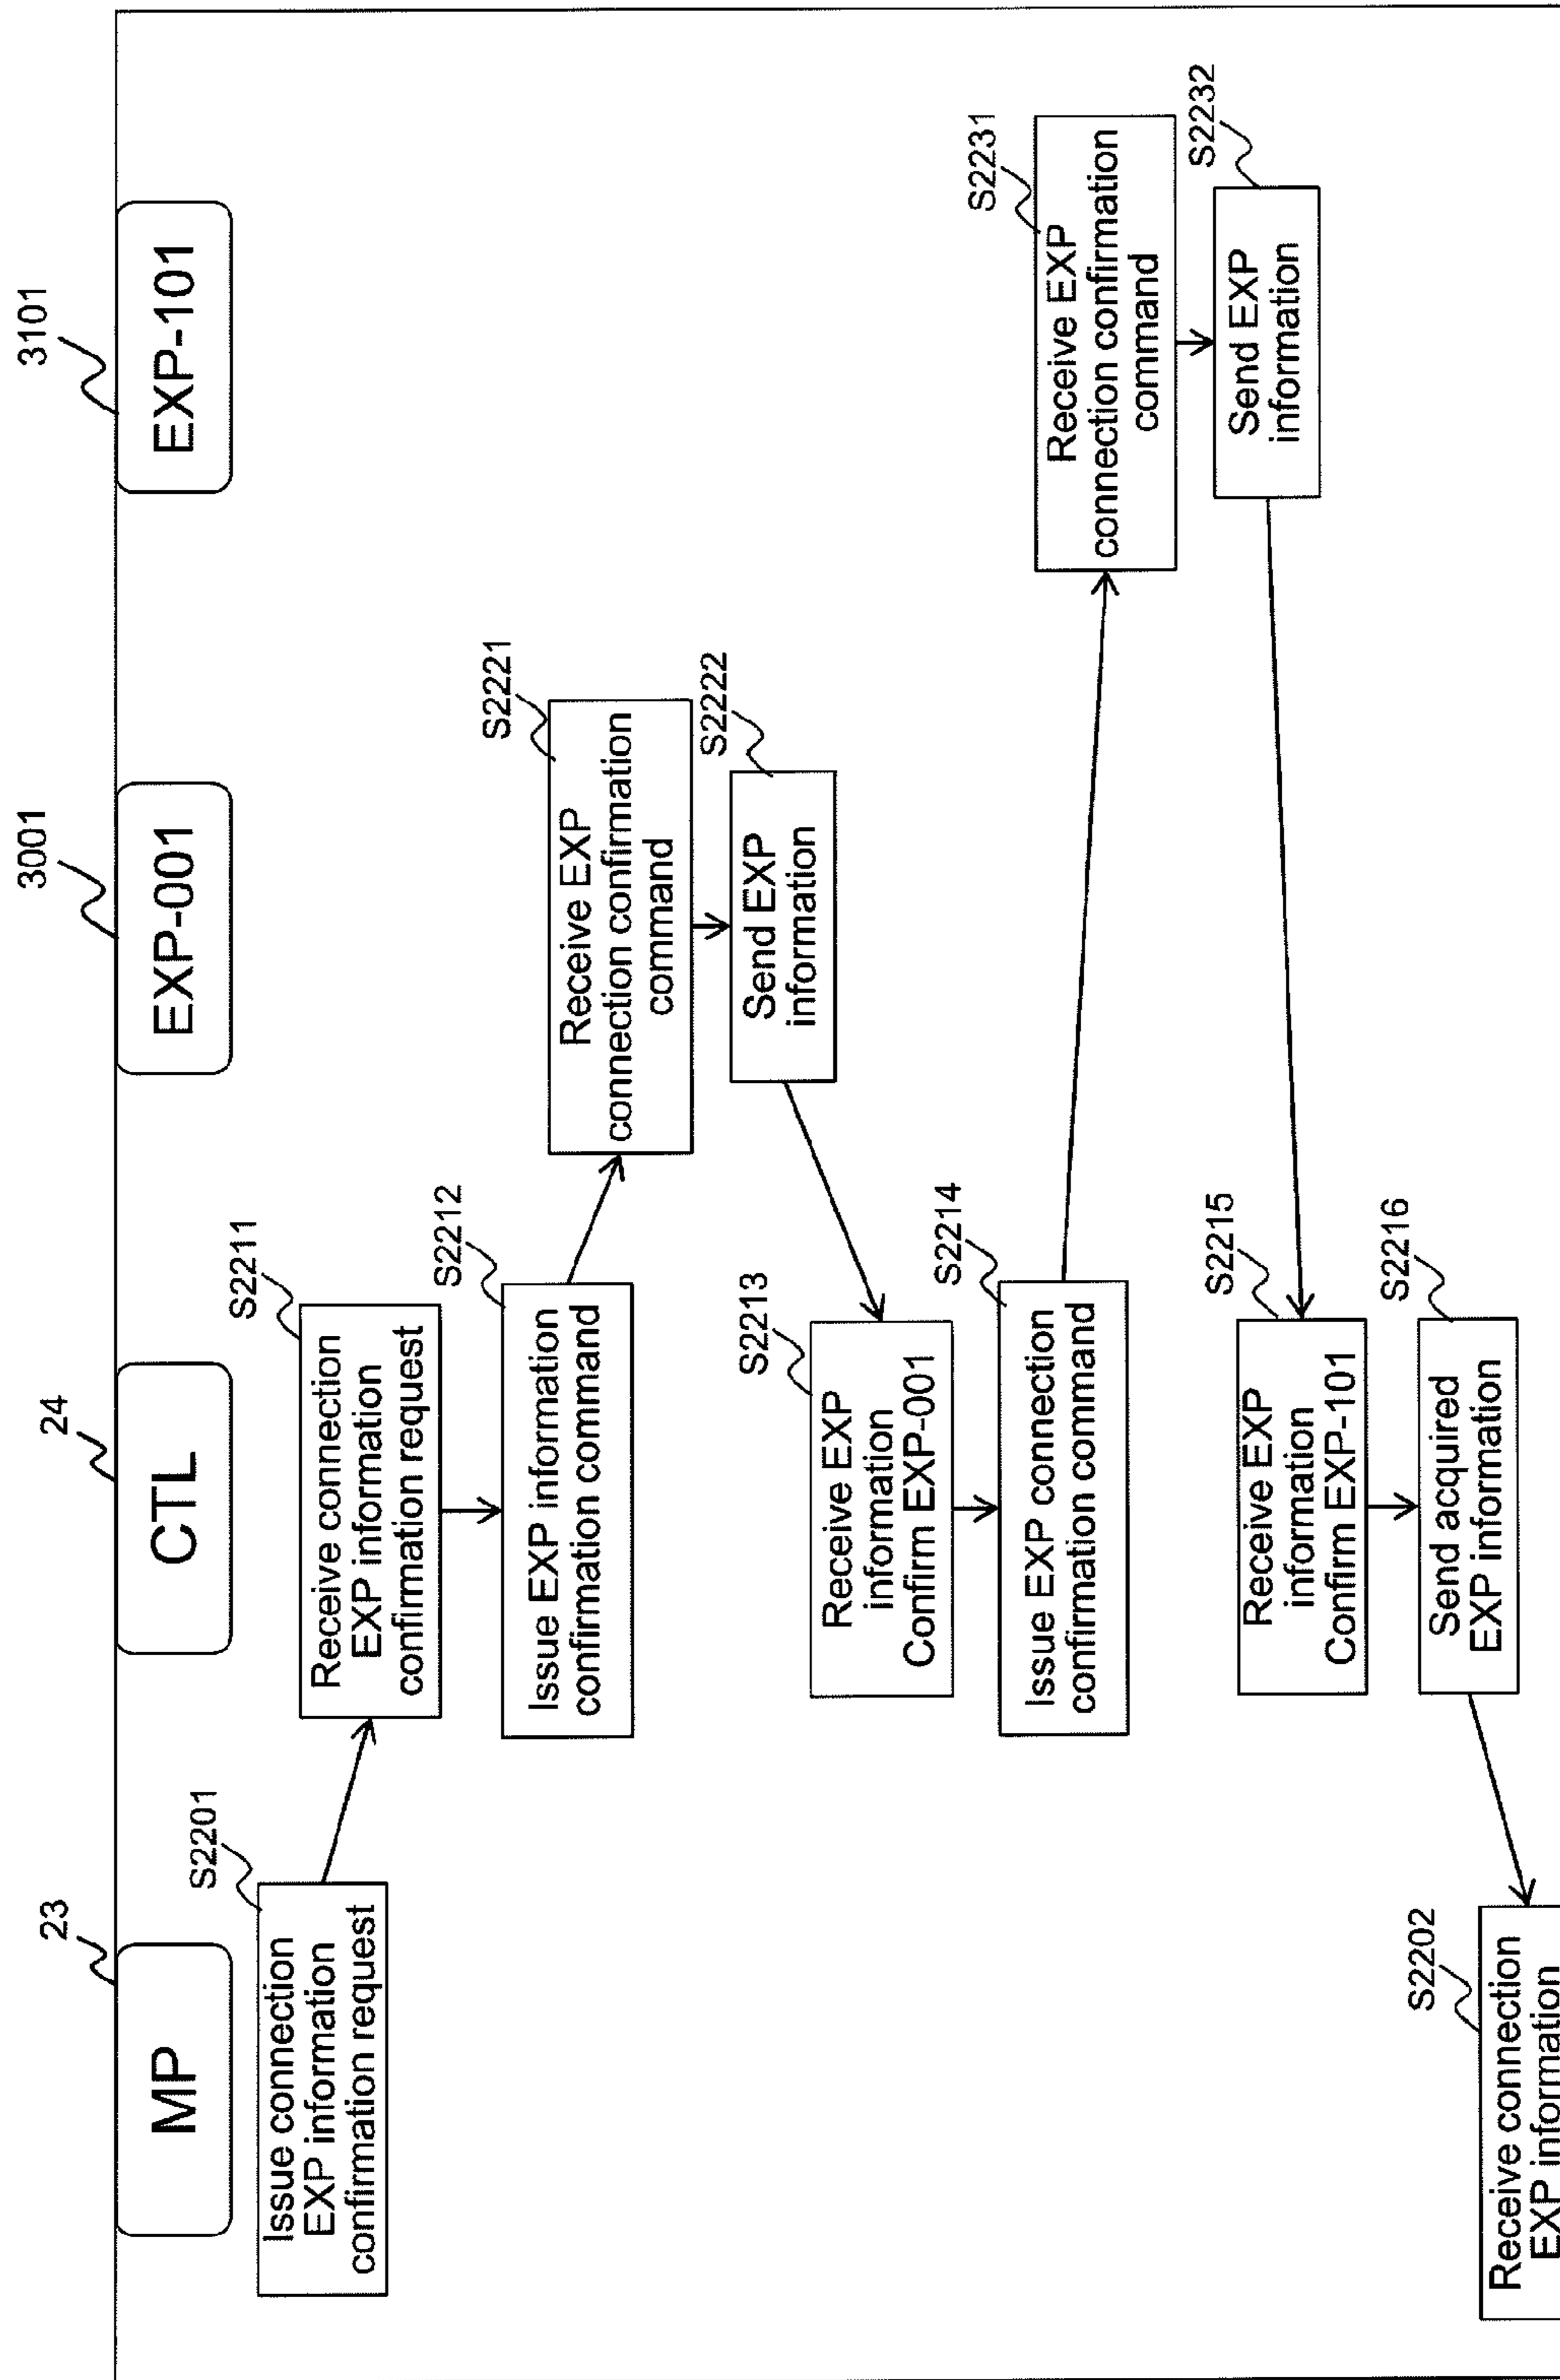 23
24
3001
3101
MP
CTL
EXP-001
EXP-101
S2201
Issue connection
EXP information
confirmation request
S2211
Receive connection
EXP information
confirmation request
S2212
Issue EXP information
confirmation command
S2221
Receive EXP
connection confirmation
command
S2222
Send EXP
information
S2213
Receive EXP
information
Confirm EXP-001
S2214
Issue EXP connection
confirmation command
S2231
Receive EXP
connection confirmation
command
S2232
Send EXP
information
S2215
Receive EXP
information
Confirm EXP-101
S2216
Send acquired
EXP information
S2202
Receive connection
EXP information